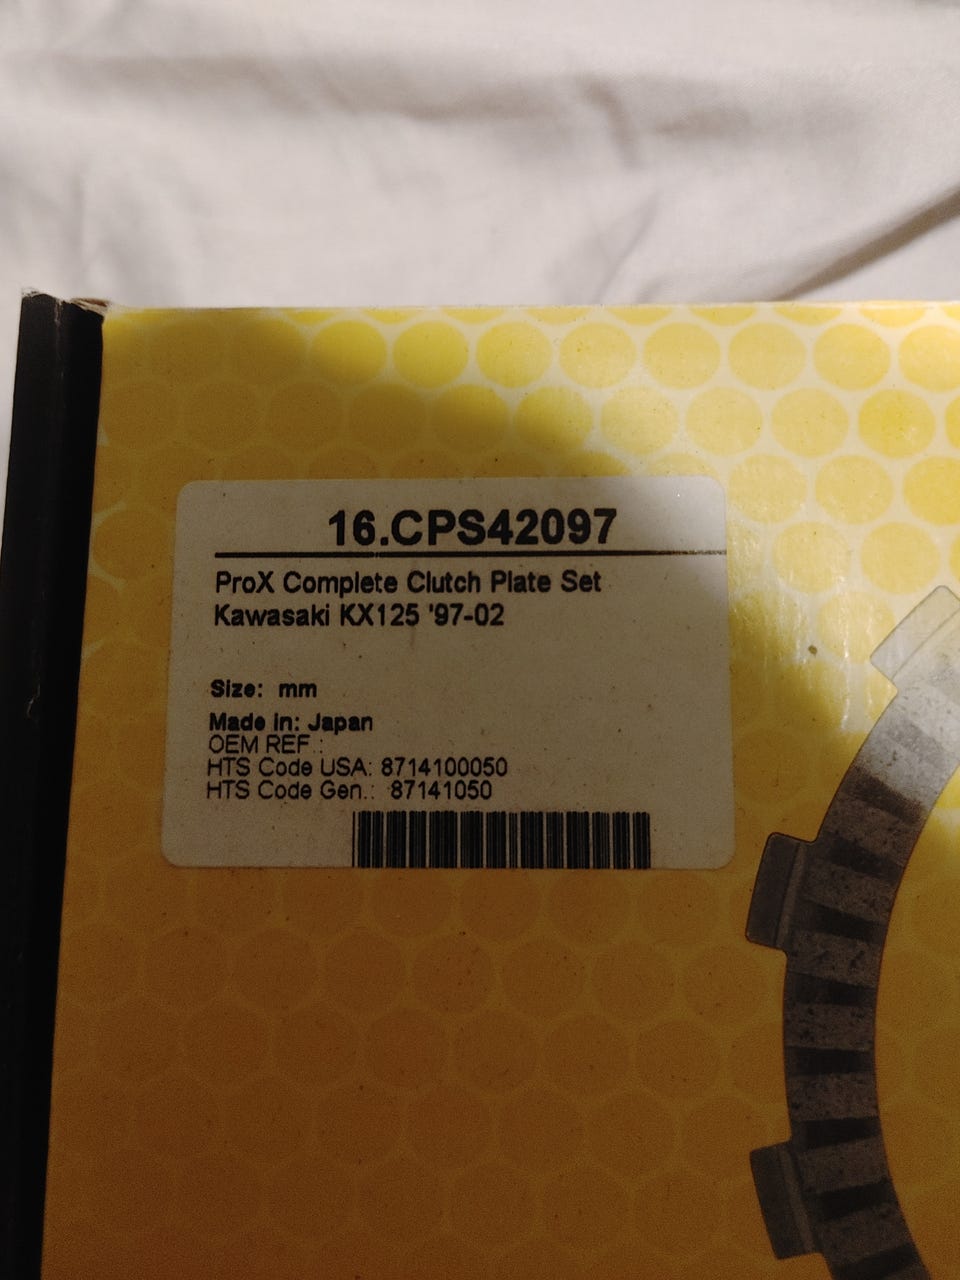 16.CPS42097
ProX Complete Clutch Plate Set
Kawasaki KX125 '97-02
Size: mm
Made in: Japan
OEM REF.:
HTS Code USA: 8714100050
HTS Code Gen.: 87141050